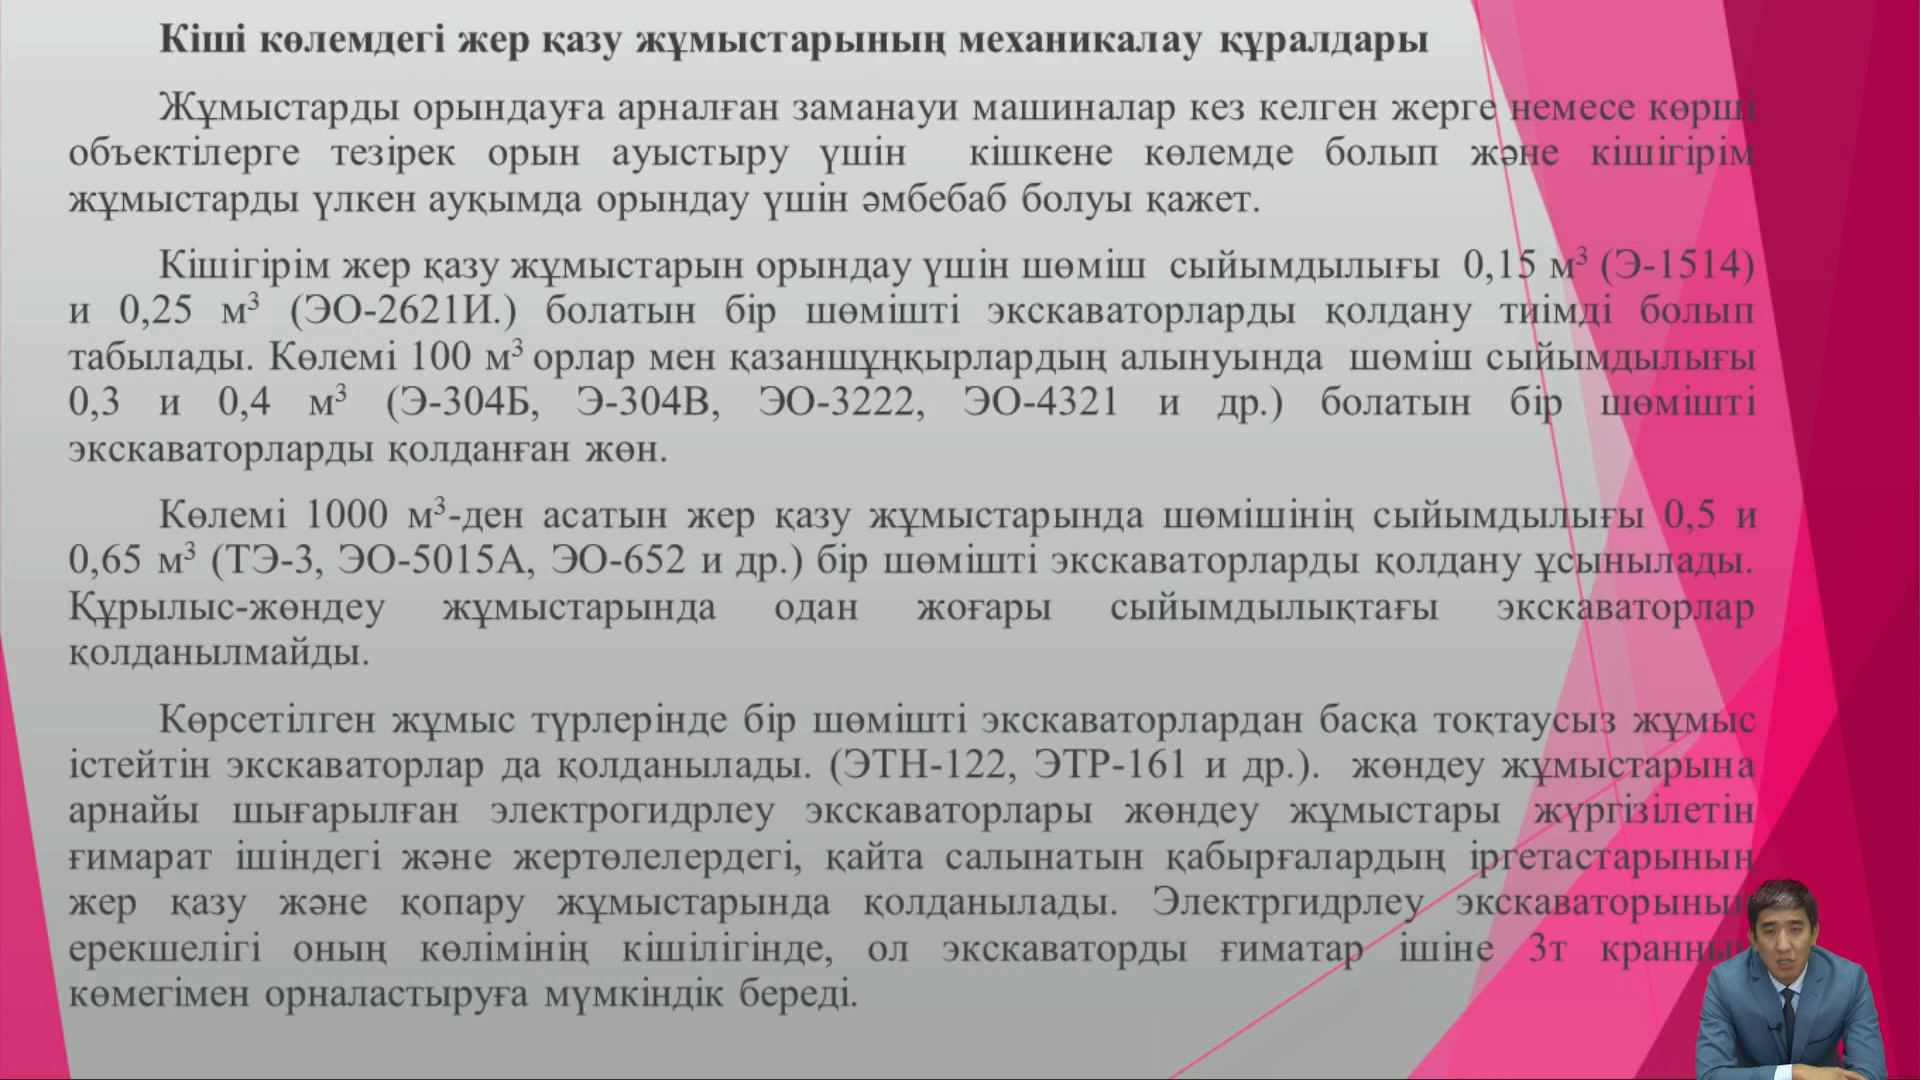 Кіші көлемдегі жер қазу жұмыстарының механикалау құралдары
Жұмыстарды орындауға арналған заманауи машиналар кез келген жерге немесе көрші
объектілерге тезірек орын ауыстыру үшін кішкене көлемде болып және кішігірім
жұмыстарды үлкен ауқымда орындау үшін әмбебаб болуы қажет.
Кішігірім жер қазу жұмыстарын орындау үшін шөміш сыйымдылығы 0,15 м³ (Э-1514)
и 0,25 м³ (ЭО-2621И.) болатын бір шөмішті экскаваторларды қолдану тиімді болып
табылады. Көлемі 100 м³ орлар мен қазаншұңқырлардың алынуында шөміш сыйымдылығы
0,3 и 0,4 м³ (Э-304Б, Э-304В, ЭО-3222, ЭО-4321 и др.) болатын бір шөмішті
экскаваторларды қолданған жөн.
Көлемі 1000 м³-ден асатын жер қазу жұмыстарында шөмішінің сыйымдылығы 0,5 и
0,65 м³ (ТЭ-3, ЭО-5015А, ЭО-652 и др.) бір шөмішті экскаваторларды қолдану ұсынылады.
Құрылыс-жөндеу жұмыстарында одан жоғары сыйымдылықтағы экскаваторлар
қолданылмайды.
Көрсетілген жұмыс түрлерінде бір шөмішті экскаваторлардан басқа тоқтаусыз жұмыс
істейтін экскаваторлар да қолданылады. (ЭТН-122, ЭТР-161 и др.). жөндеу жұмыстарына
арнайы шығарылған электрогидрлеу экскаваторлары жөндеу жұмыстары жүргізілетін
ғимарат ішіндегі және жертөлелердегі, қайта салынатын қабырғалардың іргетастарының
жер қазу және қопару жұмыстарында қолданылады. Электргидрлеу экскаваторының
ерекшелігі оның көлімінің кішілігінде, ол экскаваторды ғиматар ішіне 3т кранның
көмегімен орналастыруға мүмкіндік береді.